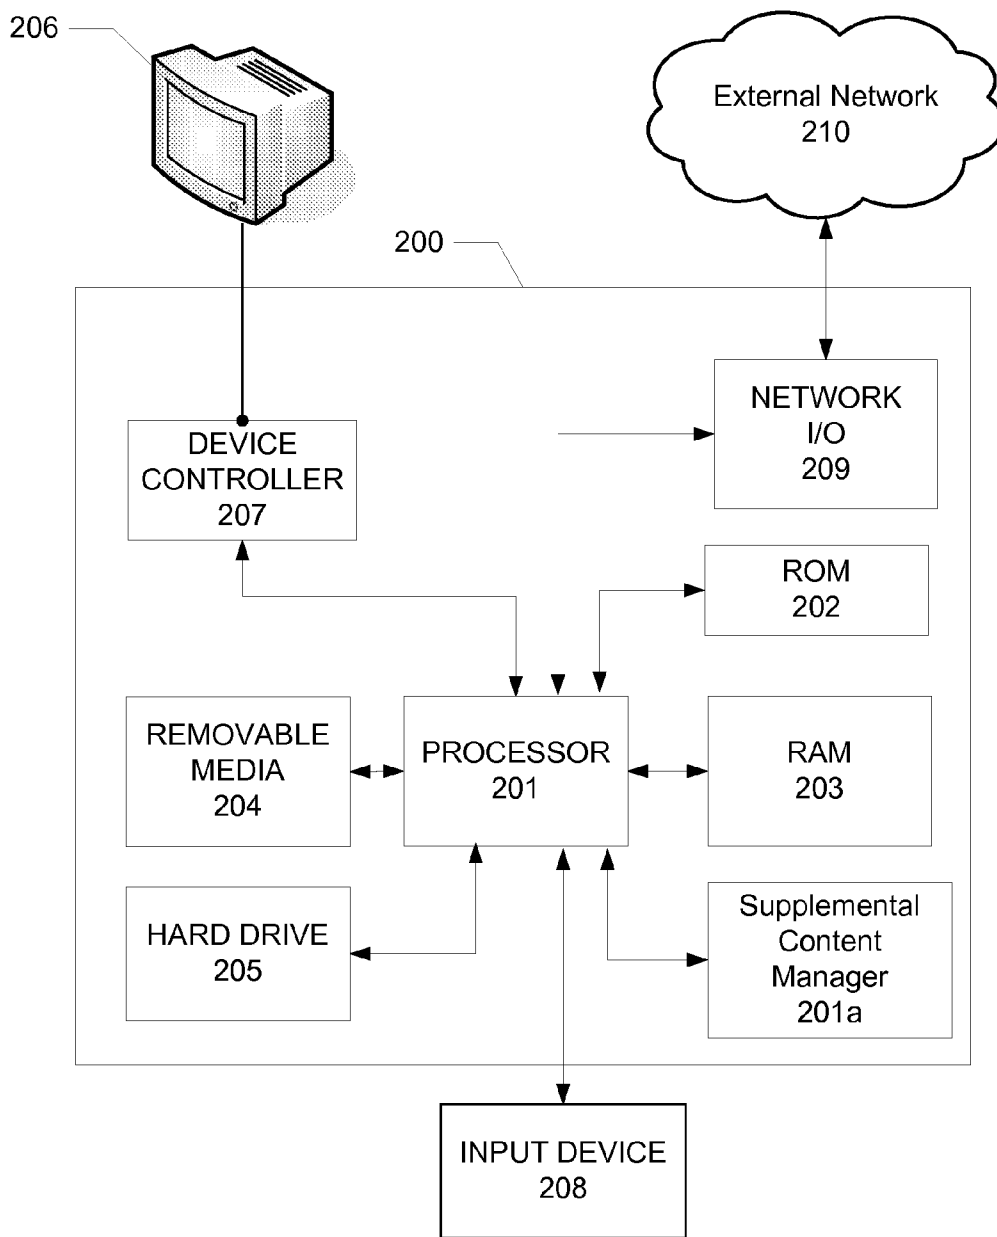 206
External Network
210
200
NETWORK
I/O
209
DEVICE
CONTROLLER
207
ROM
202
REMOVABLE
MEDIA
204
PROCESSOR
201
RAM
203
HARD DRIVE
205
Supplemental
Content
Manager
201a
INPUT DEVICE
208